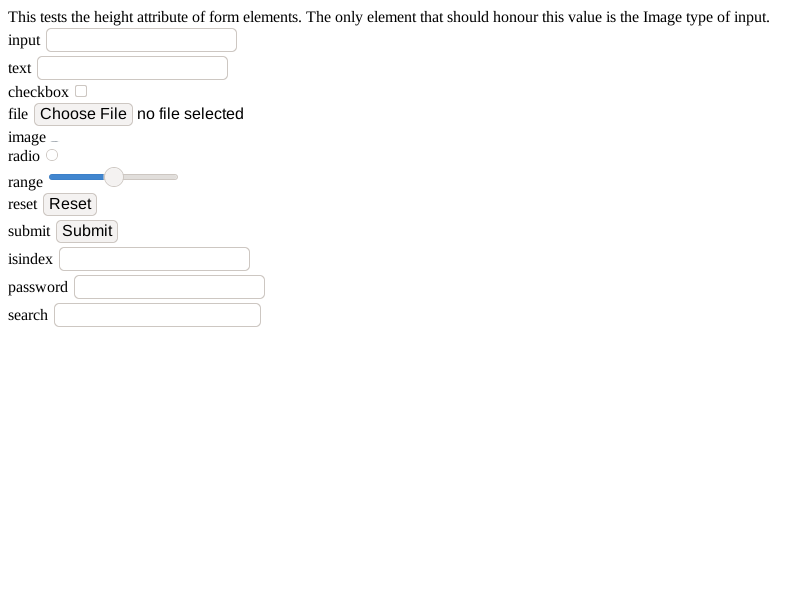 This tests the height attribute of form elements. The only element that should honour this value is the Image type of input.
input
text
checkbox
file Choose File no file selected
image
radio
range
reset Reset
submit Submit
isindex
password
search